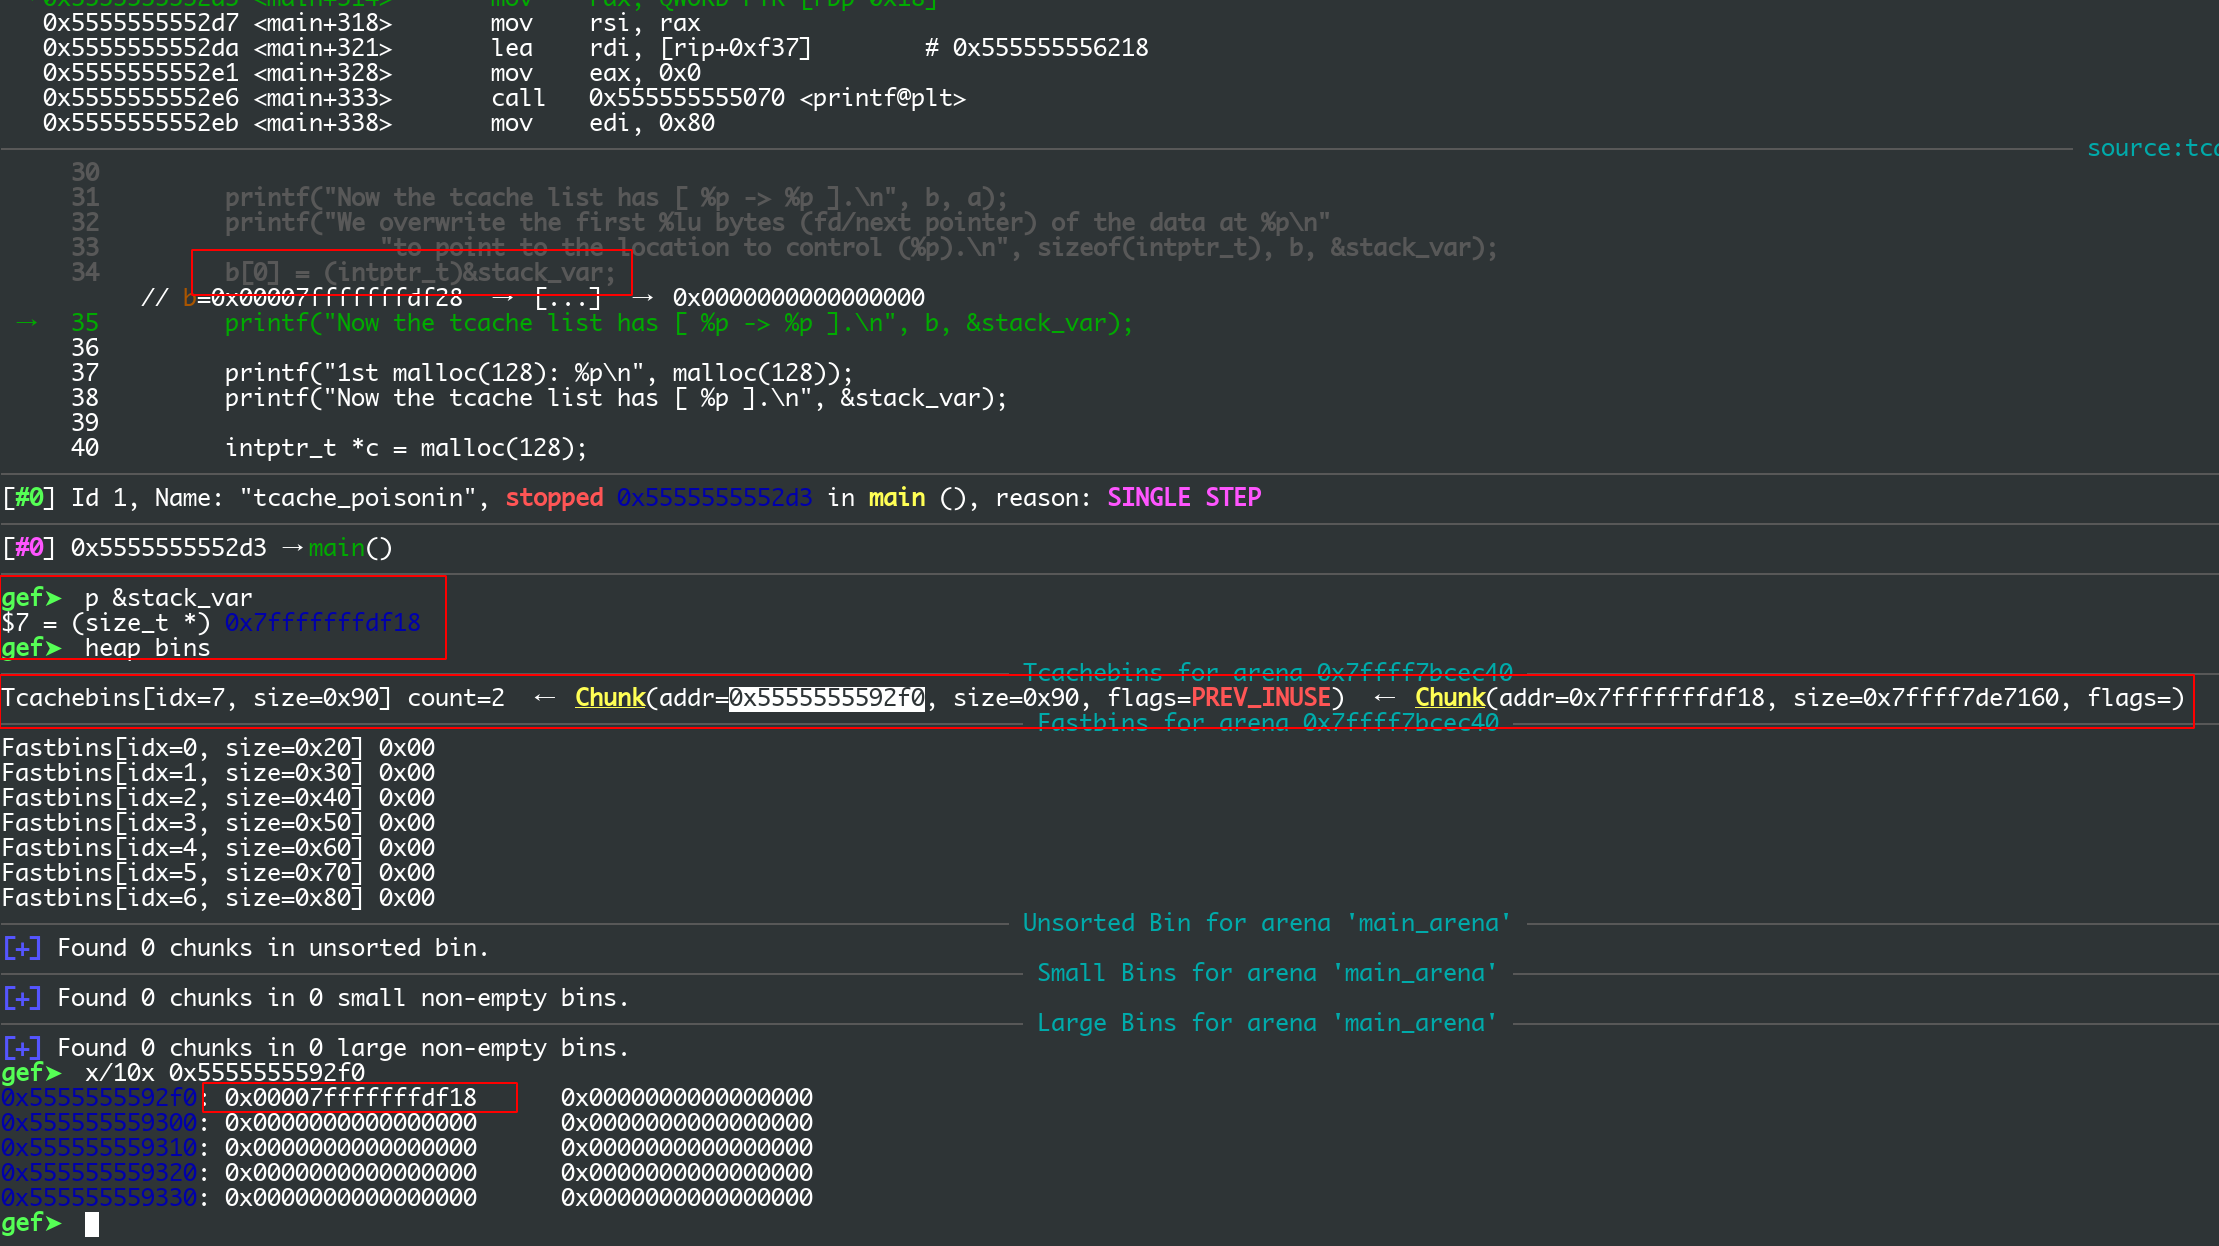 0x5555555552d3 <main+314>       mov    rax, QWORD PTR [rbp-0x18]
0x5555555552d7 <main+318>       mov    rsi, rax
0x5555555552da <main+321>       lea    rdi, [rip+0xf37]        # 0x555555556218
0x5555555552e1 <main+328>       mov    eax, 0x0
0x5555555552e6 <main+333>       call   0x555555555070 <printf@plt>
0x5555555552eb <main+338>       mov    edi, 0x80
source:tca
30
31         printf("Now the tcache list has [ %p -> %p ].\n", b, a);
32         printf("We overwrite the first %lu bytes (fd/next pointer) of the data at %p\n"
33                    "to point to the location to control (%p).\n", sizeof(intptr_t), b, &stack_var);
34         b[0] = (intptr_t)&stack_var;
// b=0x00007fffffffdf28  →  [...]  →  0x0000000000000000
→  35         printf("Now the tcache list has [ %p -> %p ].\n", b, &stack_var);
36
37         printf("1st malloc(128): %p\n", malloc(128));
38         printf("Now the tcache list has [ %p ].\n", &stack_var);
39
40         intptr_t *c = malloc(128);
[#0] Id 1, Name: "tcache_poisonin", stopped 0x5555555552d3 in main (), reason: SINGLE STEP
[#0] 0x5555555552d3 → main()
gef➤  p &stack_var
$7 = (size_t *) 0x7fffffffdf18
gef➤  heap bins
Tcachebins for arena 0x7ffff7bcec40
Tcachebins[idx=7, size=0x90] count=2  ←  Chunk(addr=0x5555555592f0, size=0x90, flags=PREV_INUSE)  ←  Chunk(addr=0x7fffffffdf18, size=0x7ffff7de7160, flags=)
Fastbins for arena 0x7ffff7bcec40
Fastbins[idx=0, size=0x20] 0x00
Fastbins[idx=1, size=0x30] 0x00
Fastbins[idx=2, size=0x40] 0x00
Fastbins[idx=3, size=0x50] 0x00
Fastbins[idx=4, size=0x60] 0x00
Fastbins[idx=5, size=0x70] 0x00
Fastbins[idx=6, size=0x80] 0x00
Unsorted Bin for arena 'main_arena'
[+] Found 0 chunks in unsorted bin.
Small Bins for arena 'main_arena'
[+] Found 0 chunks in 0 small non-empty bins.
Large Bins for arena 'main_arena'
[+] Found 0 chunks in 0 large non-empty bins.
gef➤  x/10x 0x5555555592f0
0x5555555592f0: 0x00007fffffffdf18      0x0000000000000000
0x555555559300: 0x0000000000000000      0x0000000000000000
0x555555559310: 0x0000000000000000      0x0000000000000000
0x555555559320: 0x0000000000000000      0x0000000000000000
0x555555559330: 0x0000000000000000      0x0000000000000000
gef➤